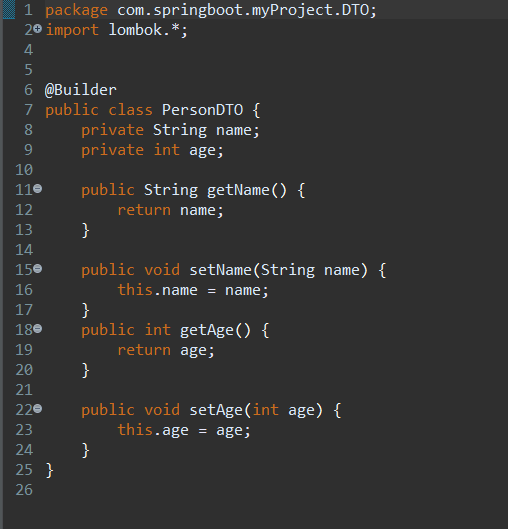 1 package com.springboot.myProject.DTO;
2 import lombok.*;
4
5
6 @Builder
7 public class PersonDTO {
8     private String name;
9     private int age;
10
11     public String getName() {
12         return name;
13     }
14
15     public void setName(String name) {
16         this.name = name;
17     }
18     public int getAge() {
19         return age;
20     }
21
22     public void setAge(int age) {
23         this.age = age;
24     }
25 }
26